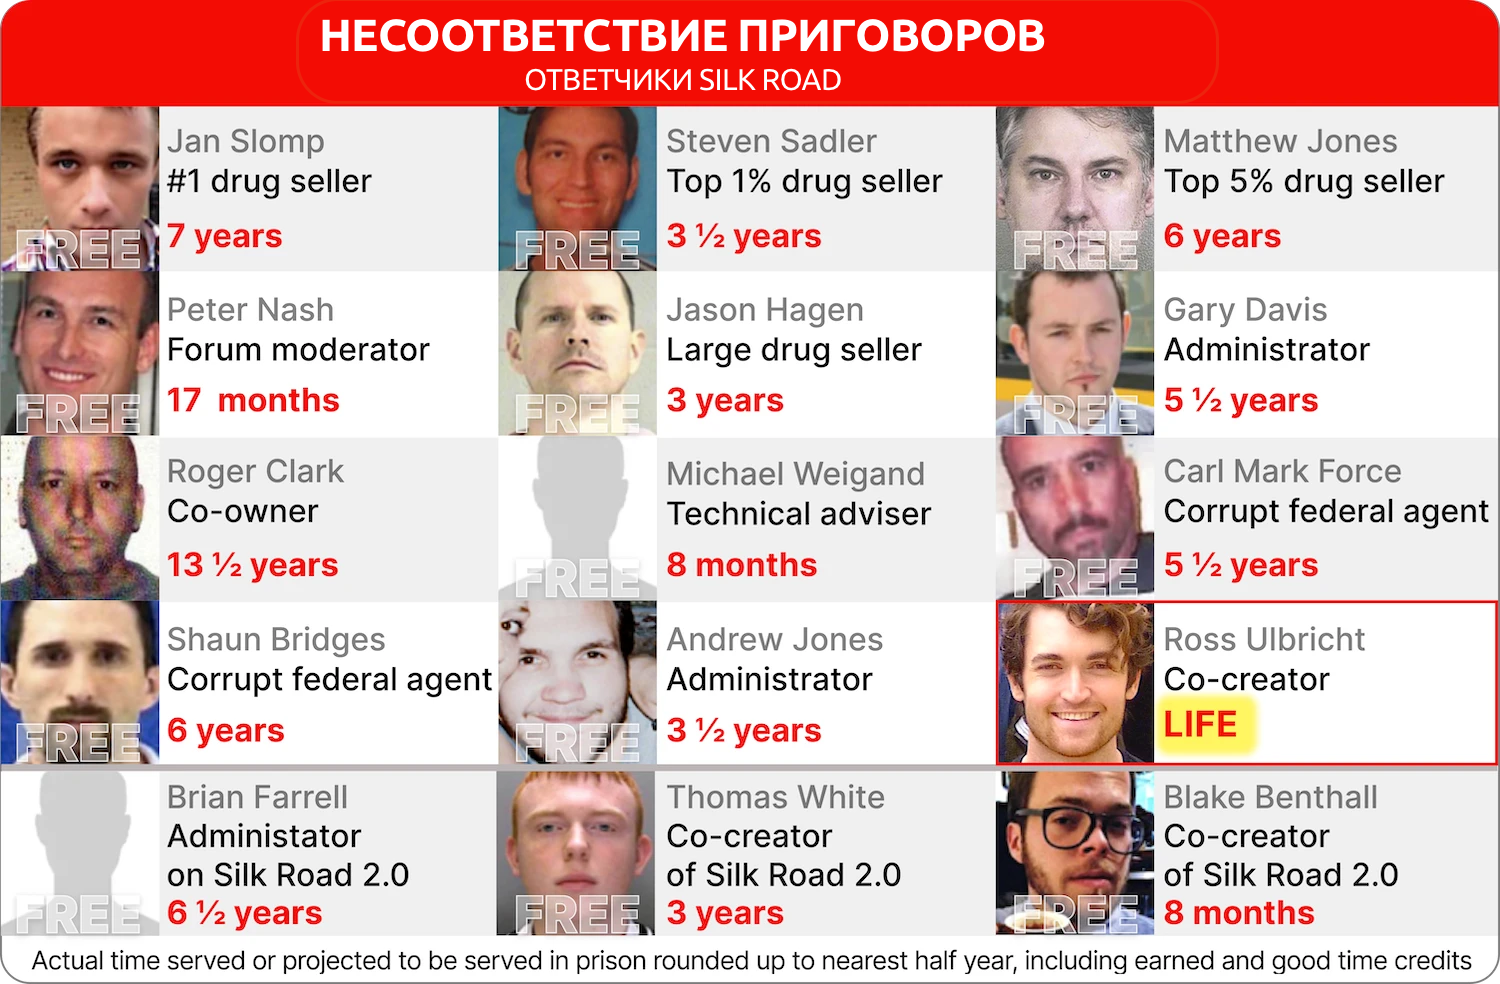 НЕСООТВЕТСТВИЕ ПРИГОВОРОВ
ОТВЕТЧИКИ SILK ROAD
Jan Slomp
#1 drug seller
7 years
FREE
Steven Sadler
Top 1% drug seller
3 ½ years
FREE
Matthew Jones
Top 5% drug seller
6 years
FREE
Peter Nash
Forum moderator
17 months
FREE
Jason Hagen
Large drug seller
3 years
FREE
Gary Davis
Administrator
5 ½ years
FREE
Roger Clark
Co-owner
13 ½ years
Michael Weigand
Technical adviser
8 months
FREE
Carl Mark Force
Corrupt federal agent
5 ½ years
FREE
Shaun Bridges
Corrupt federal agent
6 years
FREE
Andrew Jones
Administrator
3 ½ years
FREE
Ross Ulbricht
Co-creator
LIFE
Brian Farrell
Administator
on Silk Road 2.0
6 ½ years
FREE
Thomas White
Co-creator
of Silk Road 2.0
3 years
FREE
Blake Benthall
Co-creator
of Silk Road 2.0
8 months
FREE
Actual time served or projected to be served in prison rounded up to nearest half year, including earned and good time credits